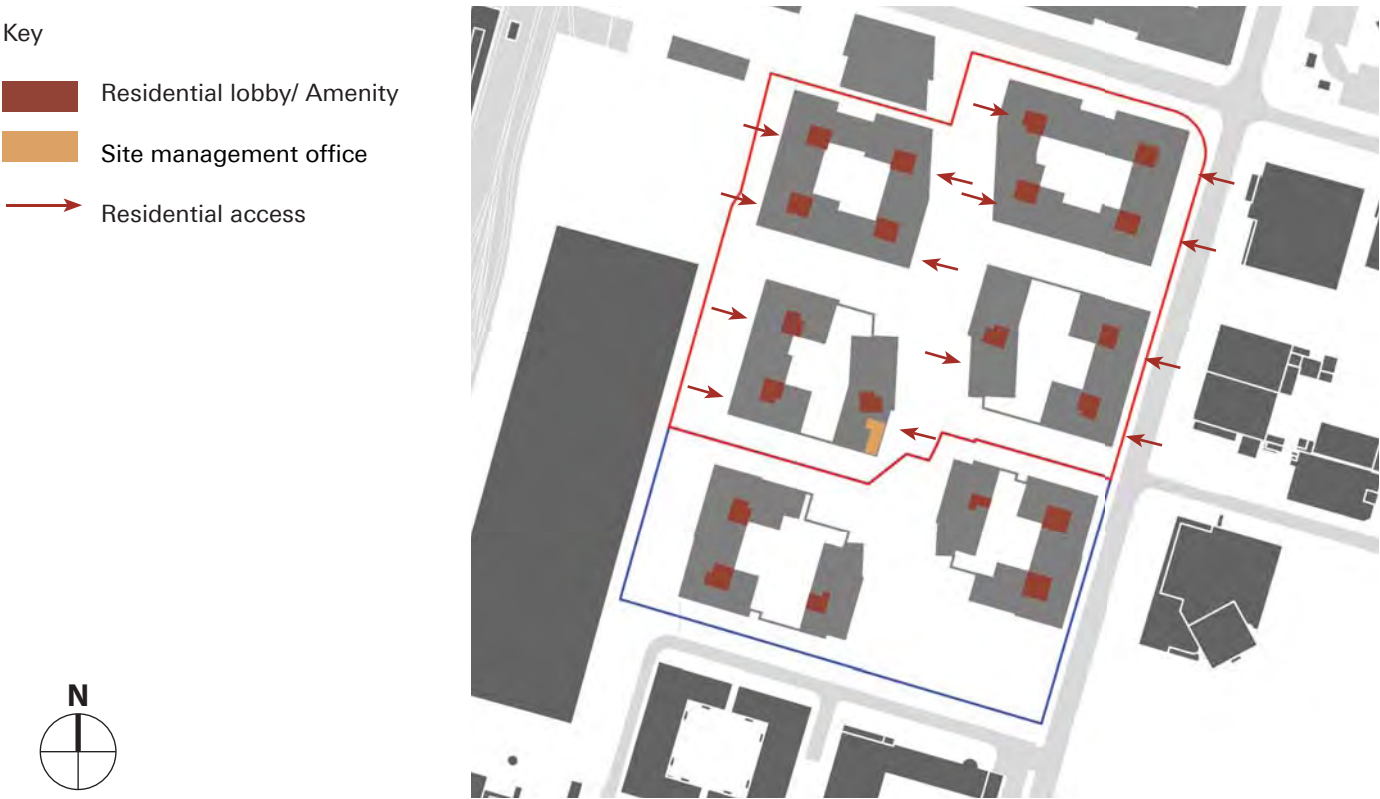 Key
Residential lobby/ Amenity
Site management office
Residential access
N